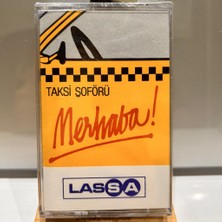 TAKSİ ŞOFÖRÜ
Merhaba!
LASSA